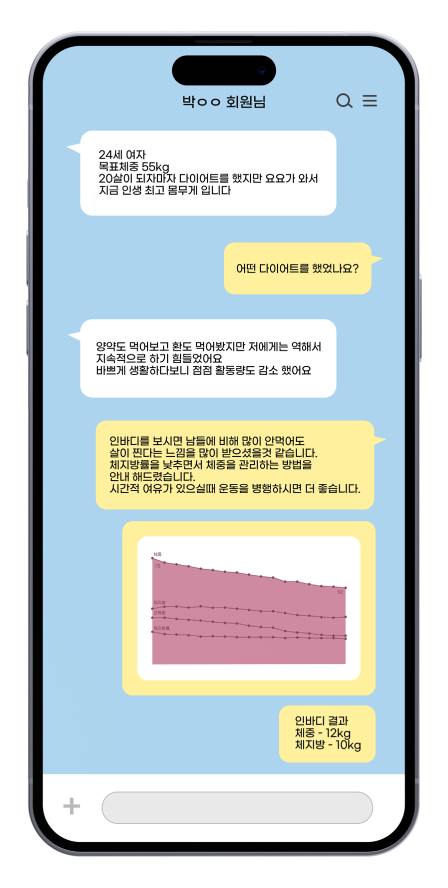 박ㅇㅇ 회원님
24세 여자
목표체중 55kg
20살이 되자마자 다이어트를 했지만 요요가 와서
지금 인생 최고 몸무게 입니다
어떤 다이어트를 했었나요?
양약도 먹어보고 환도 먹어봤지만 저에게는 역해서
지속적으로 하기 힘들었어요
바쁘게 생활하다보니 점점 활동량도 감소 했어요
인바디를 보시면 남들에 비해 많이 안먹어도
살이 찐다는 느낌을 많이 받으셨을것 같습니다.
체지방률을 낮추면서 체중을 관리하는 방법을
안내 해드렸습니다.
시간적 여유가 있으실때 운동을 병행하시면 더 좋습니다.
체중
체지방률
인바디 결과
체중 - 12kg
체지방 - 10kg